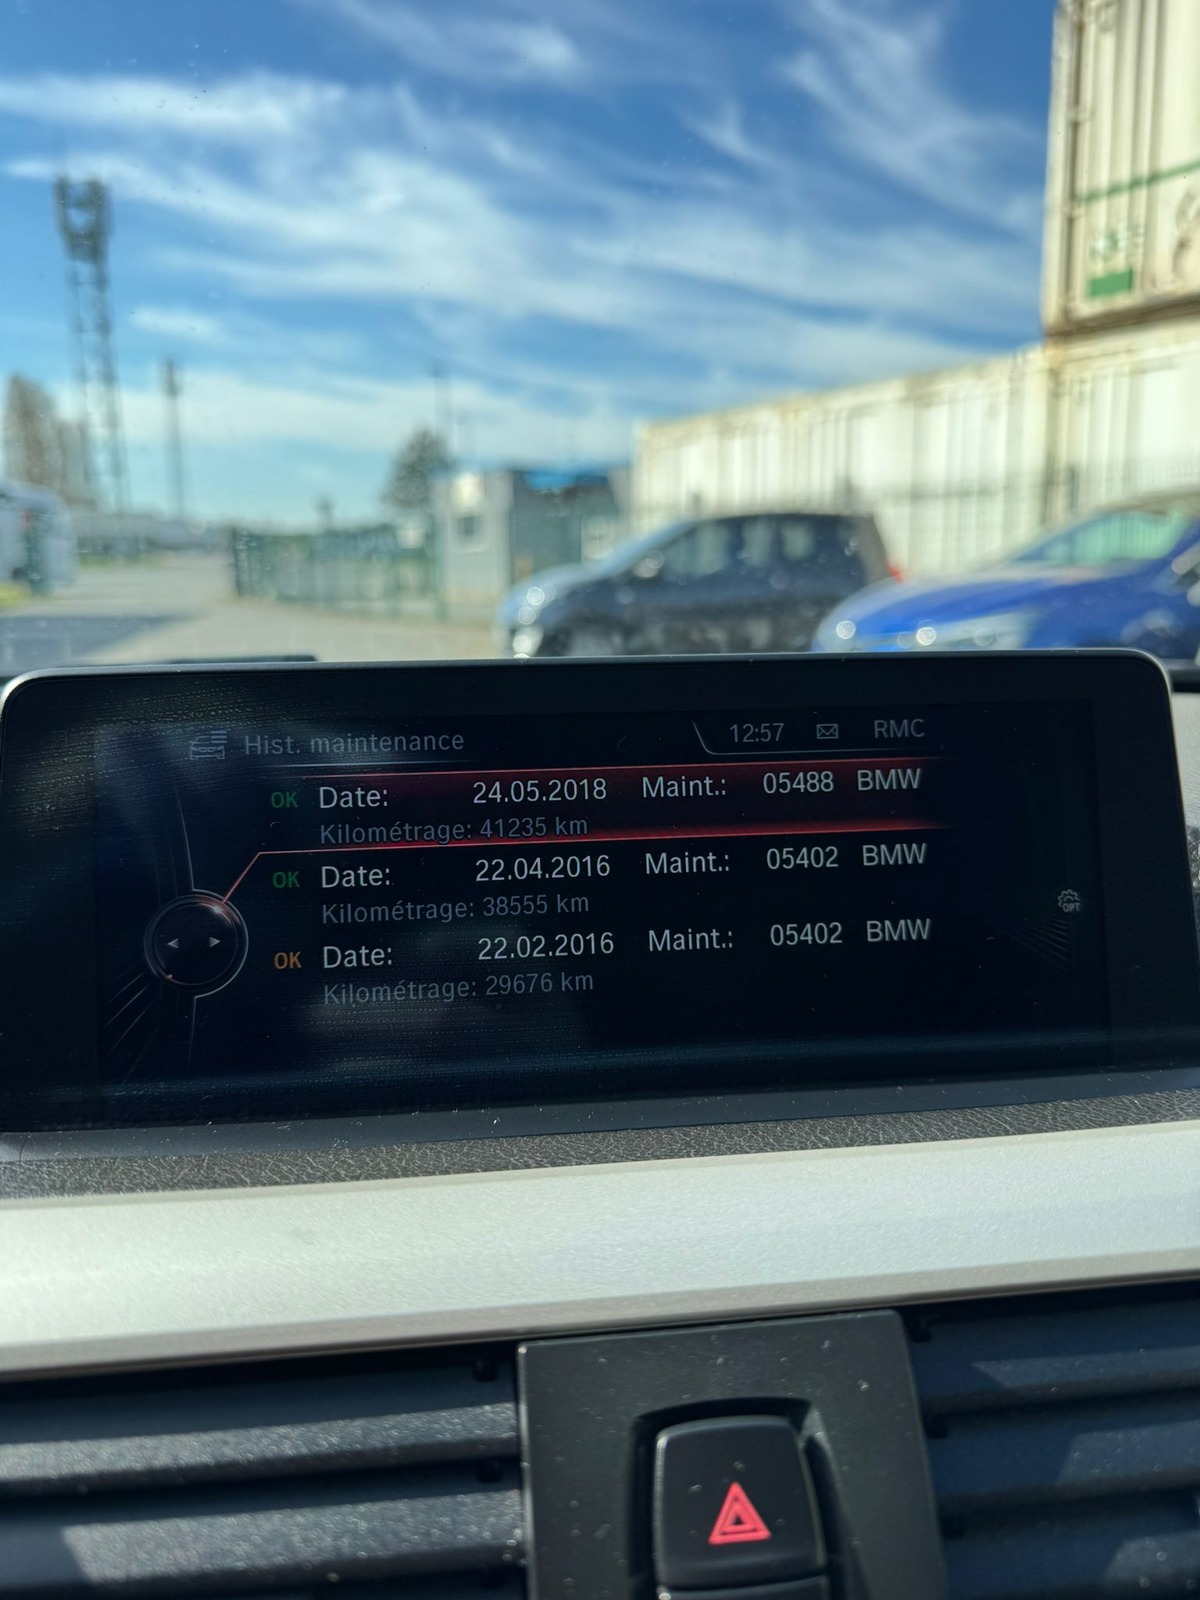 Hist. maintenance 12:57 RMC
OK Date: 24.05.2018 Maint.: 05488 BMW
Kilométrage: 41235 km
OK Date: 22.04.2016 Maint.: 05402 BMW
Kilométrage: 38555 km
OPT
OK Date: 22.02.2016 Maint.: 05402 BMW
Kilométrage: 29676 km